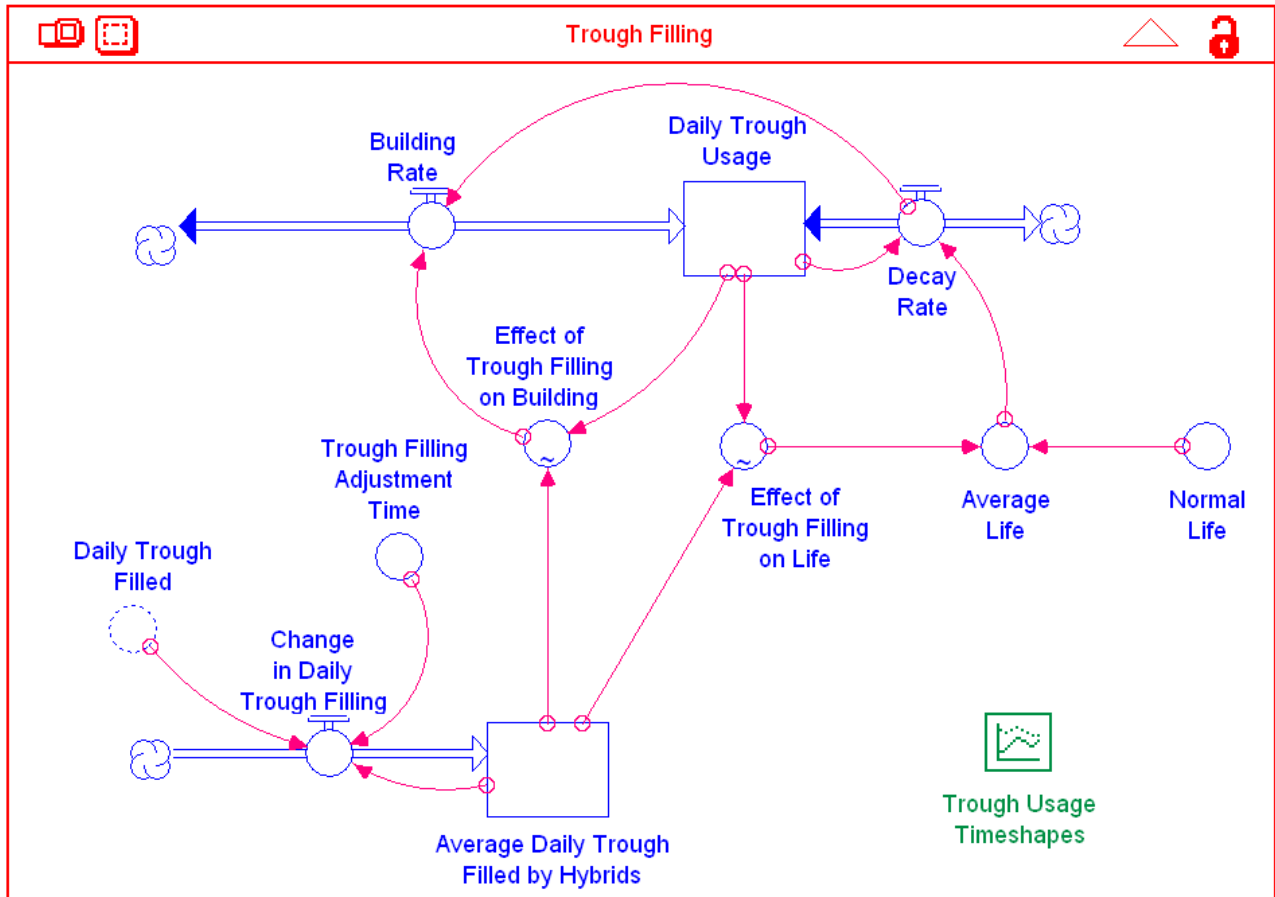 Trough Filling
Building
Rate
Daily Trough
Usage
Decay
Rate
Effect of
Trough Filling
on Building
Trough Filling
Adjustment
Time
Effect of
Trough Filling
on Life
Average
Life
Normal
Life
Daily Trough
Filled
Change
in Daily
Trough Filling
Average Daily Trough
Filled by Hybrids
Trough Usage
Timeshapes
~
~